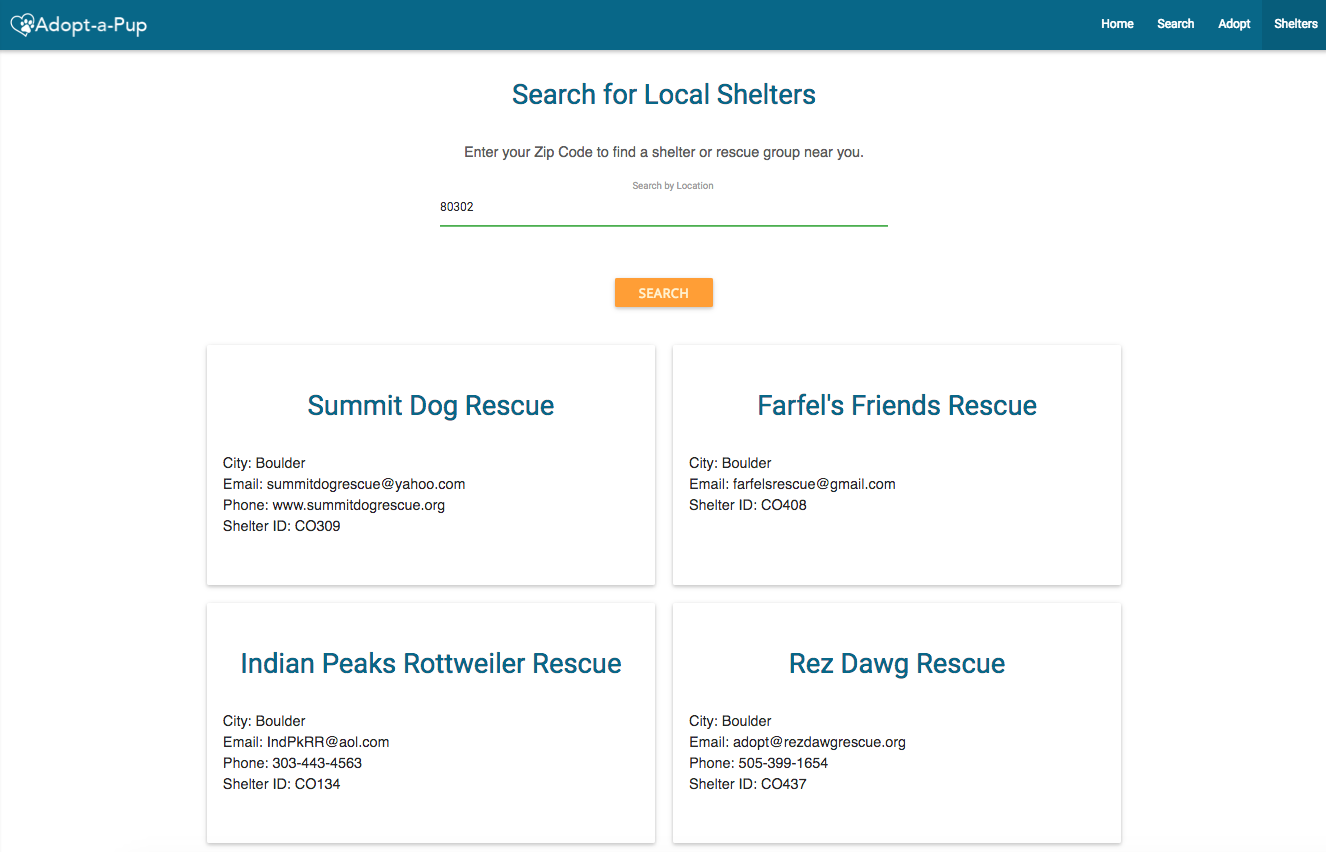 Adopt-a-Pup
Home Search Adopt Shelters
Search for Local Shelters
Enter your Zip Code to find a shelter or rescue group near you.
Search by Location
80302
SEARCH
Summit Dog Rescue
City: Boulder
Email: summitdogrescue@yahoo.com
Phone: www.summitdogrescue.org
Shelter ID: CO309
Farfel's Friends Rescue
City: Boulder
Email: farfelsrescue@gmail.com
Shelter ID: CO408
Indian Peaks Rottweiler Rescue
City: Boulder
Email: IndPkRR@aol.com
Phone: 303-443-4563
Shelter ID: CO134
Rez Dawg Rescue
City: Boulder
Email: adopt@rezdawgrescue.org
Phone: 505-399-1654
Shelter ID: CO437